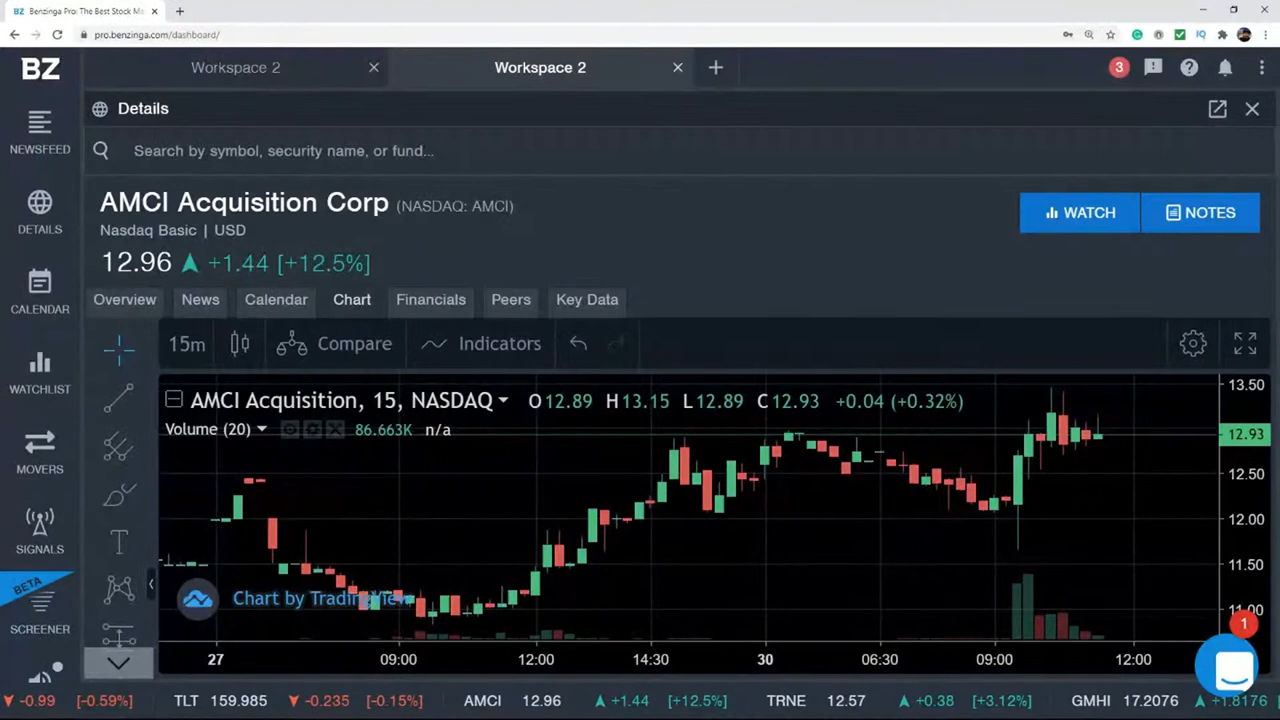 BZ Benzinga Pro: The Best Stock Ma
pro.benzinga.com/dashboard/
BZ
Workspace 2
Workspace 2
3
NEWSFEED
DETAILS
CALENDAR
WATCHLIST
MOVERS
SIGNALS
BETA
SCREENER
Details
Search by symbol, security name, or fund...
AMCI Acquisition Corp (NASDAQ: AMCI)
Nasdaq Basic | USD
12.96 +1.44 [+12.5%]
WATCH
NOTES
Overview News Calendar Chart Financials Peers Key Data
15m Compare Indicators
AMCI Acquisition, 15, NASDAQ O12.89 H13.15 L12.89 C12.93 +0.04 (+0.32%)
Volume (20) 86.663K n/a
13.50
12.93
12.50
12.00
11.50
11.00
Chart by TradingView
27 09:00 12:00 14:30 30 06:30 09:00 12:00
1
-0.99 [-0.59%] TLT 159.985 -0.235 [-0.15%] AMCI 12.96 +1.44 [+12.5%] TRNE 12.57 +0.38 [+3.12%] GMHI 17.2076 +1.8176